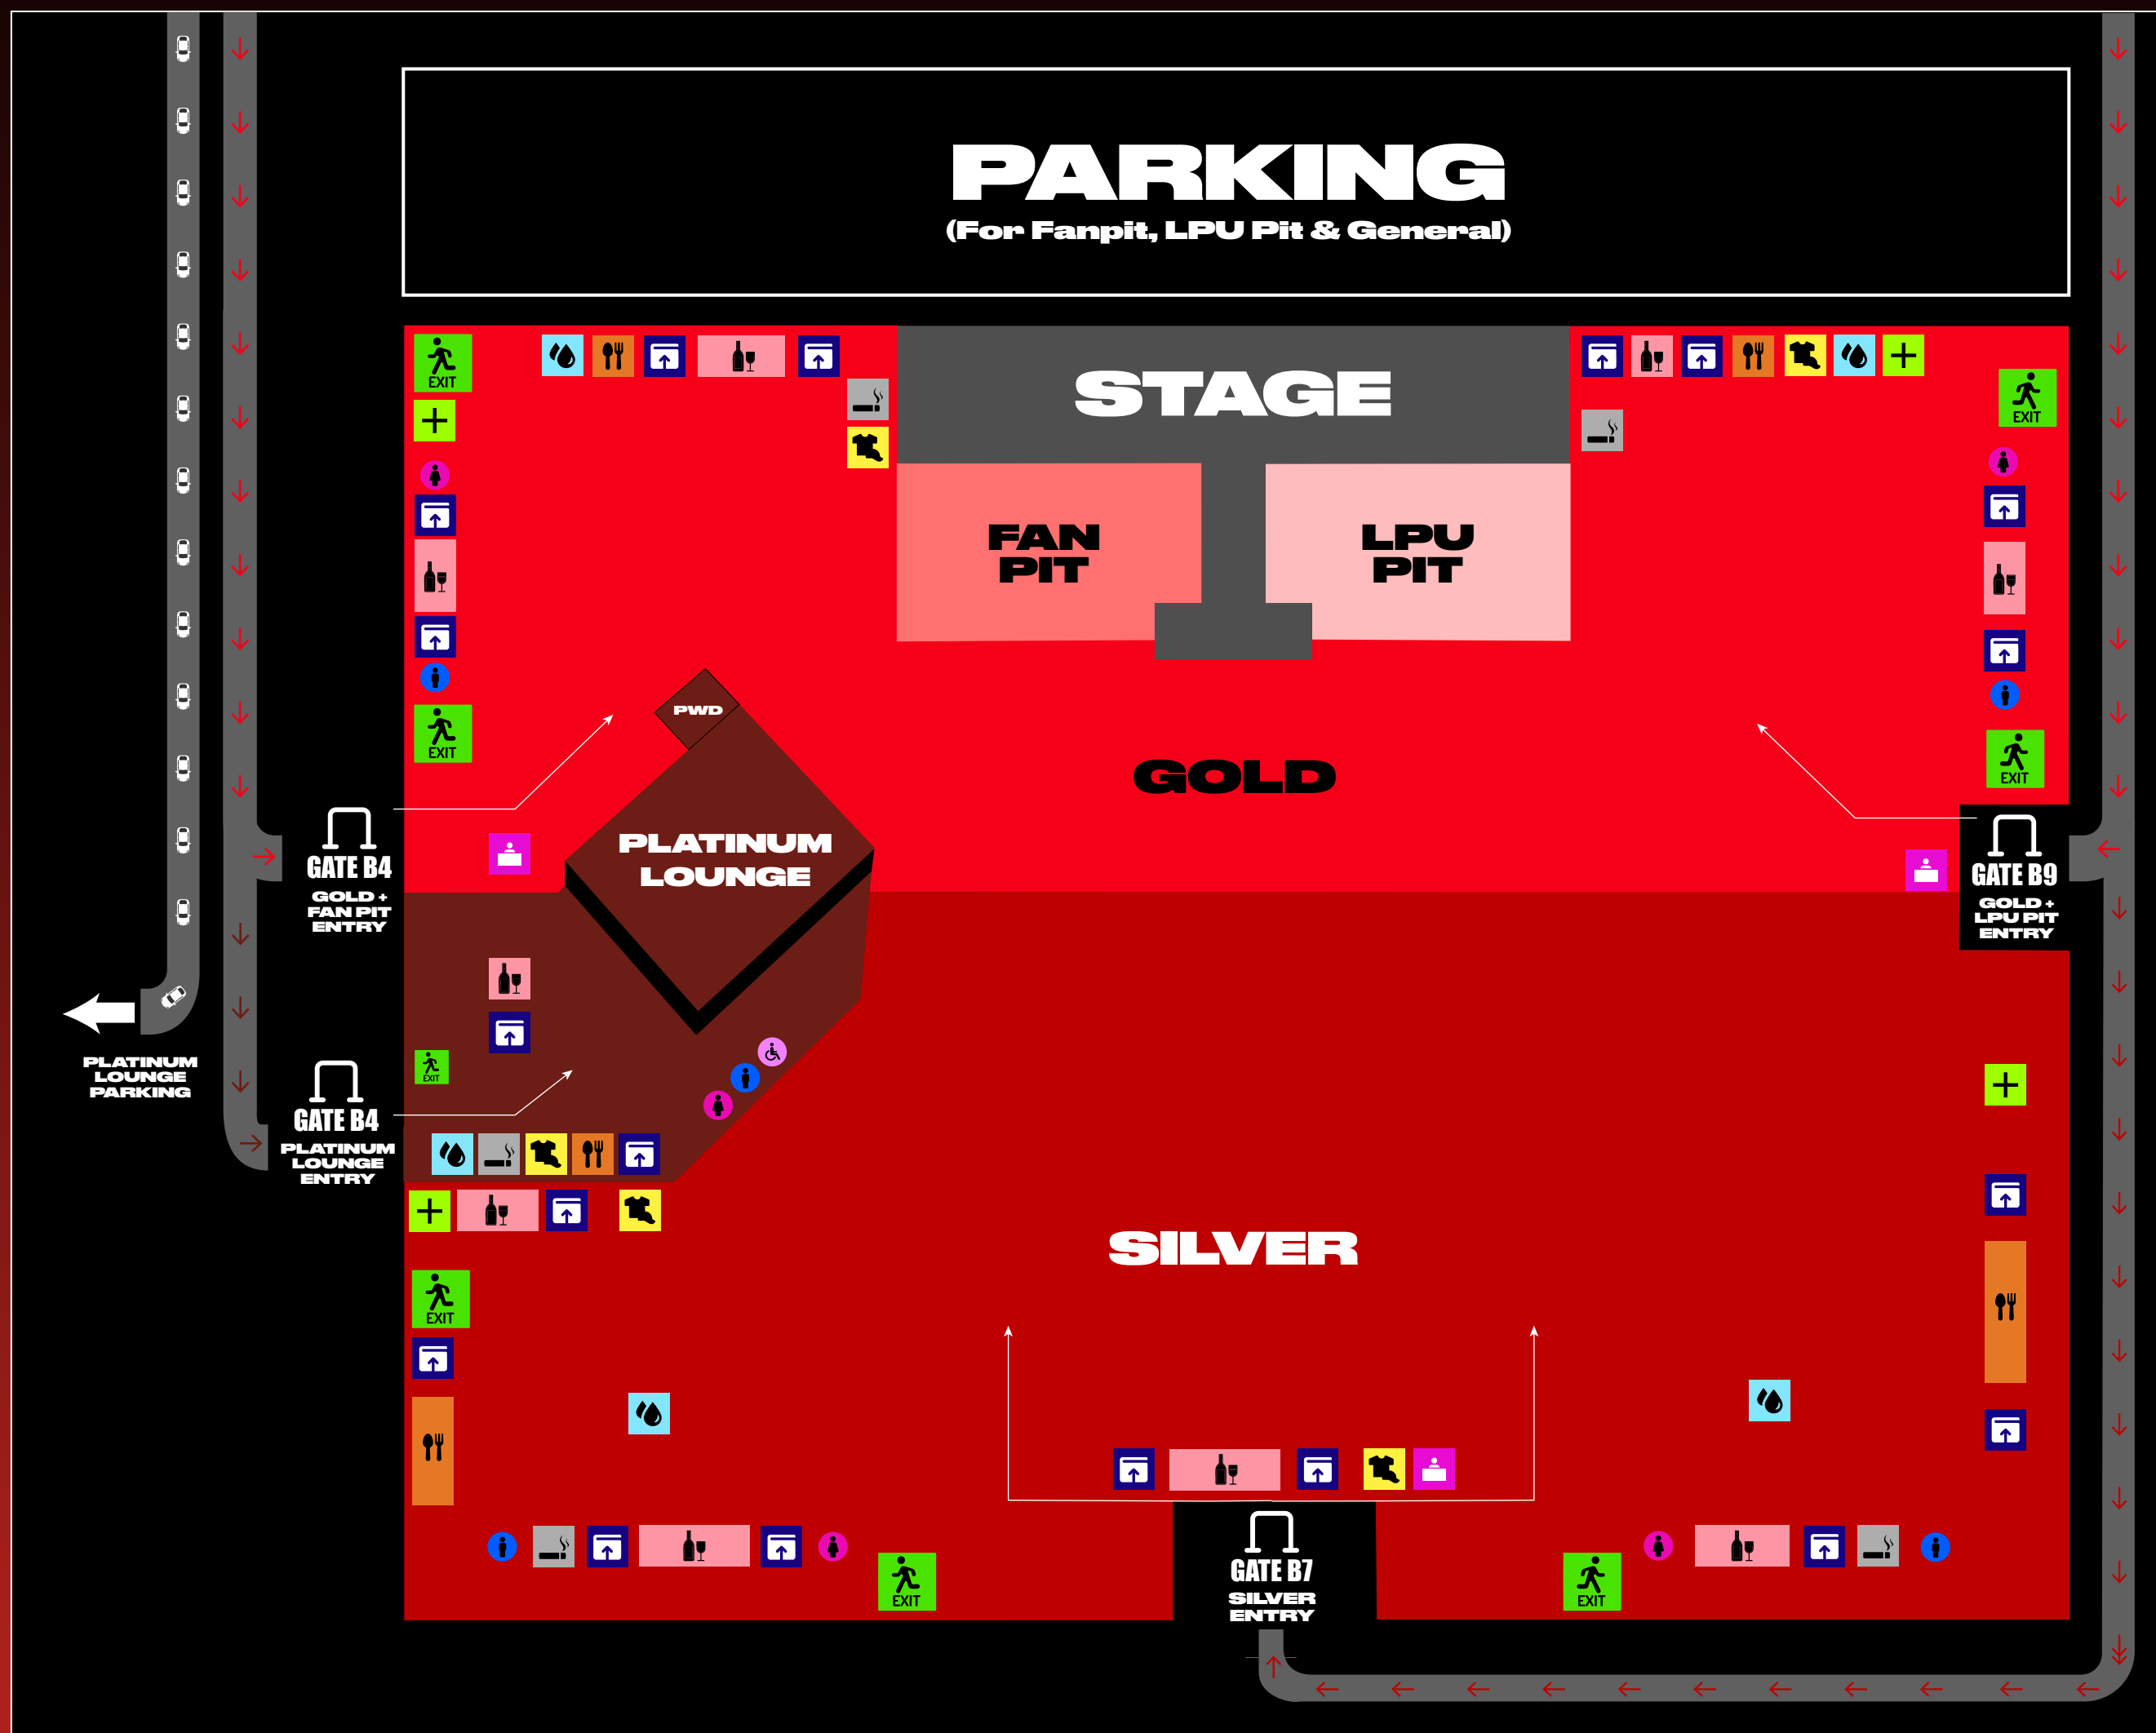 PARKING
(For Fanpit, LPU Pit & General)
EXIT
STAGE
EXIT
FAN
PIT
LPU
PIT
PWD
EXIT
EXIT
GOLD
PLATINUM
LOUNGE
GATE B4
GOLD +
FAN PIT
ENTRY
GATE B9
GOLD +
LPU PIT
ENTRY
PLATINUM
LOUNGE
PARKING
EXIT
GATE B4
PLATINUM
LOUNGE
ENTRY
SILVER
EXIT
EXIT
GATE B7
SILVER
ENTRY
EXIT